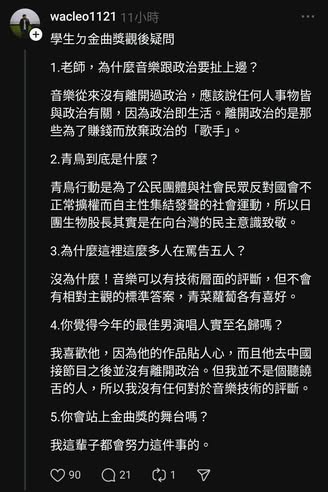 wacleo1121 11小時
學生ㄉ金曲獎觀後疑問
1.老師，為什麼音樂跟政治要扯上邊？
音樂從來沒有離開過政治，應該說任何人事物皆
與政治有關，因為政治即生活。離開政治的是那
些為了賺錢而放棄政治的「歌手」。
2.青鳥到底是什麼？
青鳥行動是為了公民團體與社會民眾反對國會不
正常擴權而自主性集結發聲的社會運動，所以日
團生物股長其實是在向台灣的民主意識致敬。
3.為什麼這裡這麼多人在罵告五人？
沒為什麼！音樂可以有技術層面的評斷，但不會
有相對主觀的標準答案，青菜蘿蔔各有喜好。
4.你覺得今年的最佳男演唱人實至名歸嗎？
我喜歡他，因為他的作品貼人心，而且他去中國
接節目之後並沒有離開政治。但我並不是個聽饒
舌的人，所以我沒有任何對於音樂技術的評斷。
5.你會站上金曲獎的舞台嗎？
我這輩子都會努力這件事的。
90 21 1